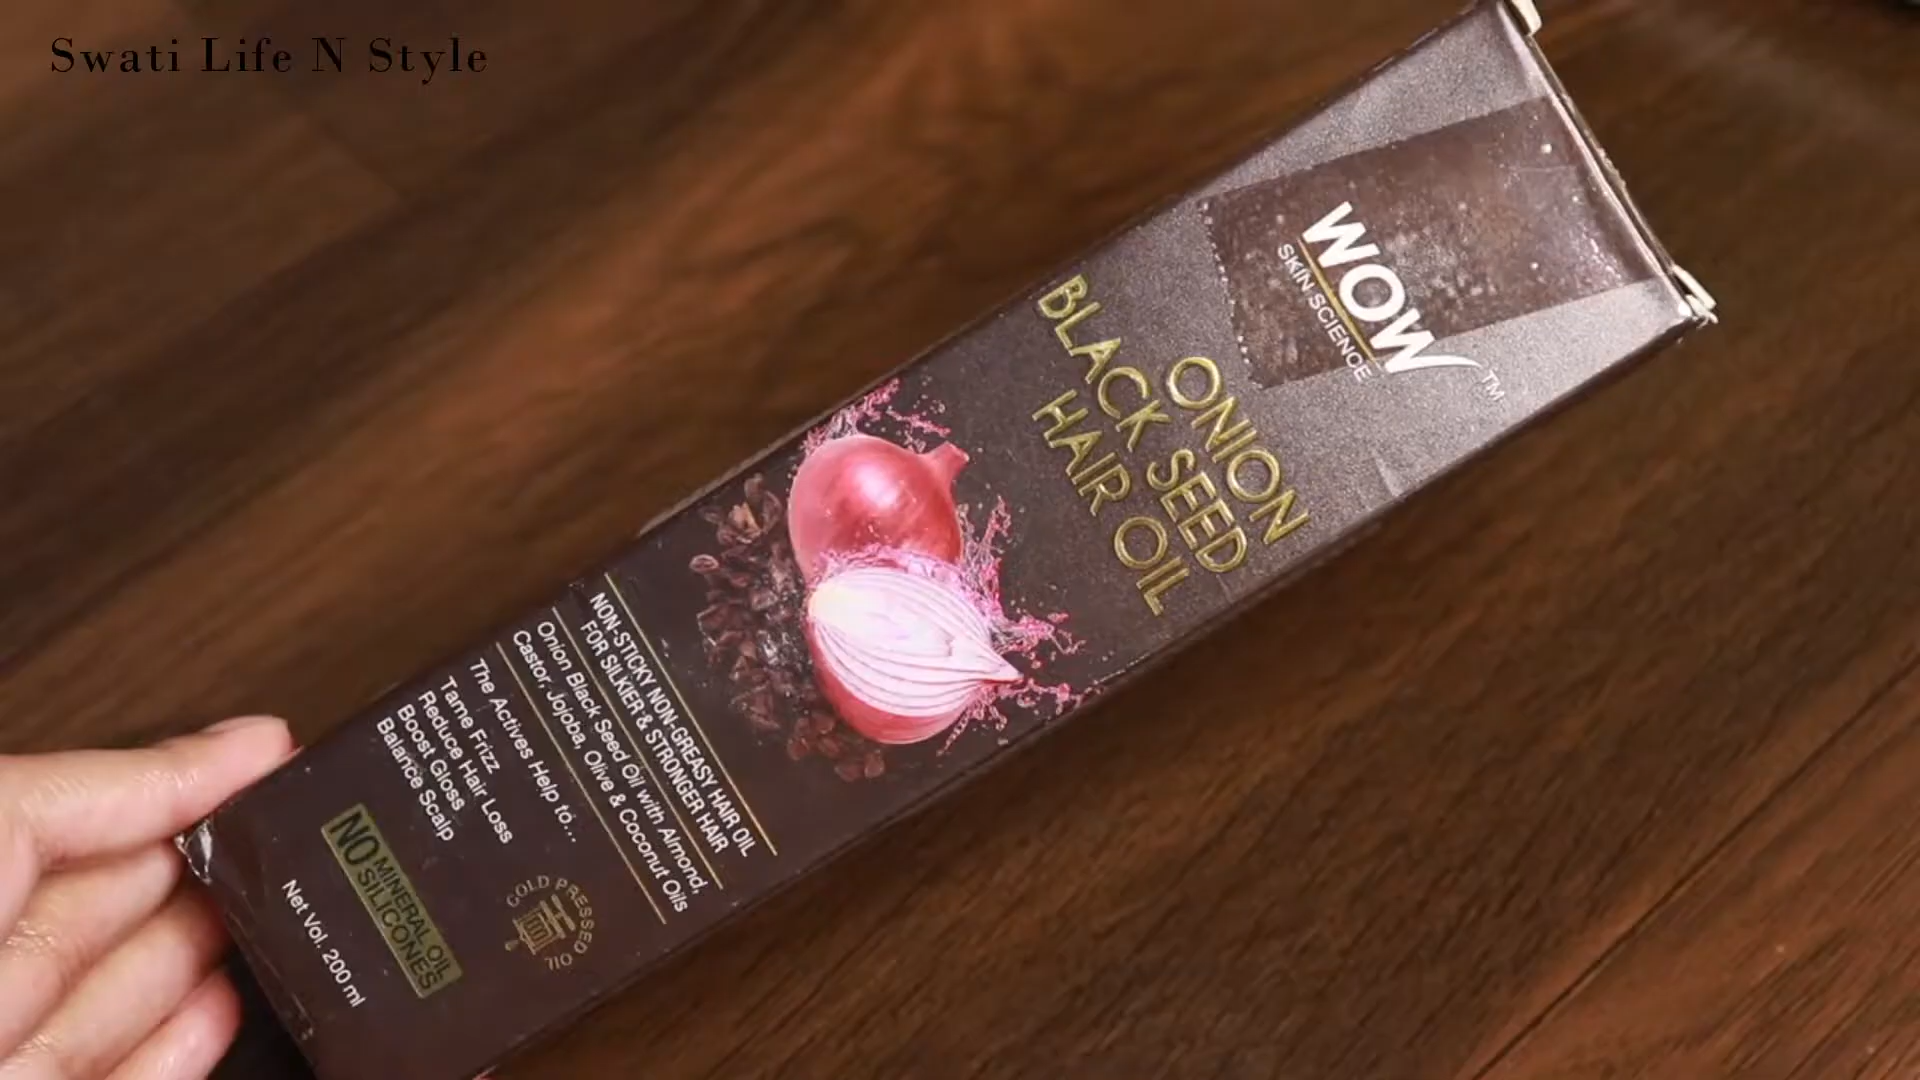 Swati Life N Style
WOW
TM
SKIN SCIENCE
ONION
BLACK SEED
HAIR OIL
NON-STICKY NON-GREASY HAIR OIL
FOR SILKIER & STRONGER HAIR
Onion Black Seed Oil with Almond,
Castor, Jojoba, Olive & Coconut Oils
The Actives Help to...
Tame Frizz
Reduce Hair Loss
Boost Gloss
Balance Scalp
NO MINERAL OIL
SILICONES
COLD PRESSED OIL
Net Vol. 200 ml